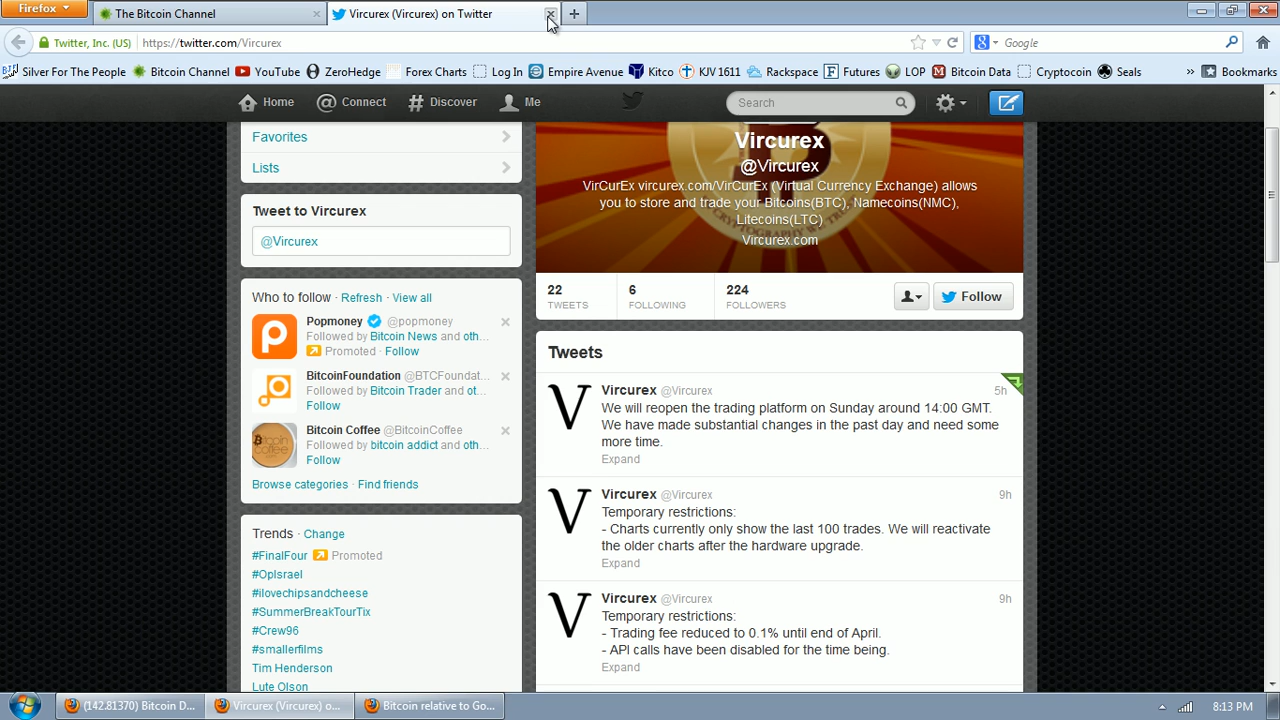 Firefox
The Bitcoin Channel
Vircurex (Vircurex) on Twitter
Twitter, Inc. (US)
https://twitter.com/Vircurex
Google
Silver For The People
Bitcoin Channel
YouTube
ZeroHedge
Forex Charts
Log In
Empire Avenue
Kitco
KJV 1611
Rackspace
Futures
LOP
Bitcoin Data
Cryptocoin
Seals
»
Bookmarks
Home
Connect
Discover
Me
Search
Favorites
Lists
Tweet to Vircurex
@Vircurex
Who to follow · Refresh · View all
Popmoney @popmoney
Followed by Bitcoin News and oth...
Promoted · Follow
BitcoinFoundation @BTCFoundat...
Followed by Bitcoin Trader and ot...
Follow
Bitcoin Coffee @BitcoinCoffee
Followed by bitcoin addict and oth...
Follow
Browse categories · Find friends
Trends · Change
#FinalFour Promoted
#OpIsrael
#ilovechipsandcheese
#SummerBreakTourTix
#Crew96
#smallerfilms
Tim Henderson
Lute Olson
Vircurex
@Vircurex
VirCurEx vircurex.com/VirCurEx (Virtual Currency Exchange) allows
you to store and trade your Bitcoins(BTC), Namecoins(NMC),
Litecoins(LTC)
Vircurex.com
22
TWEETS
6
FOLLOWING
224
FOLLOWERS
Follow
Tweets
Vircurex @Vircurex 5h
We will reopen the trading platform on Sunday around 14:00 GMT.
We have made substantial changes in the past day and need some
more time.
Expand
Vircurex @Vircurex 9h
Temporary restrictions:
- Charts currently only show the last 100 trades. We will reactivate
the older charts after the hardware upgrade.
Expand
Vircurex @Vircurex 9h
Temporary restrictions:
- Trading fee reduced to 0.1% until end of April.
- API calls have been disabled for the time being.
Expand
(142.81370) Bitcoin D...
Vircurex (Vircurex) o...
Bitcoin relative to Go...
8:13 PM